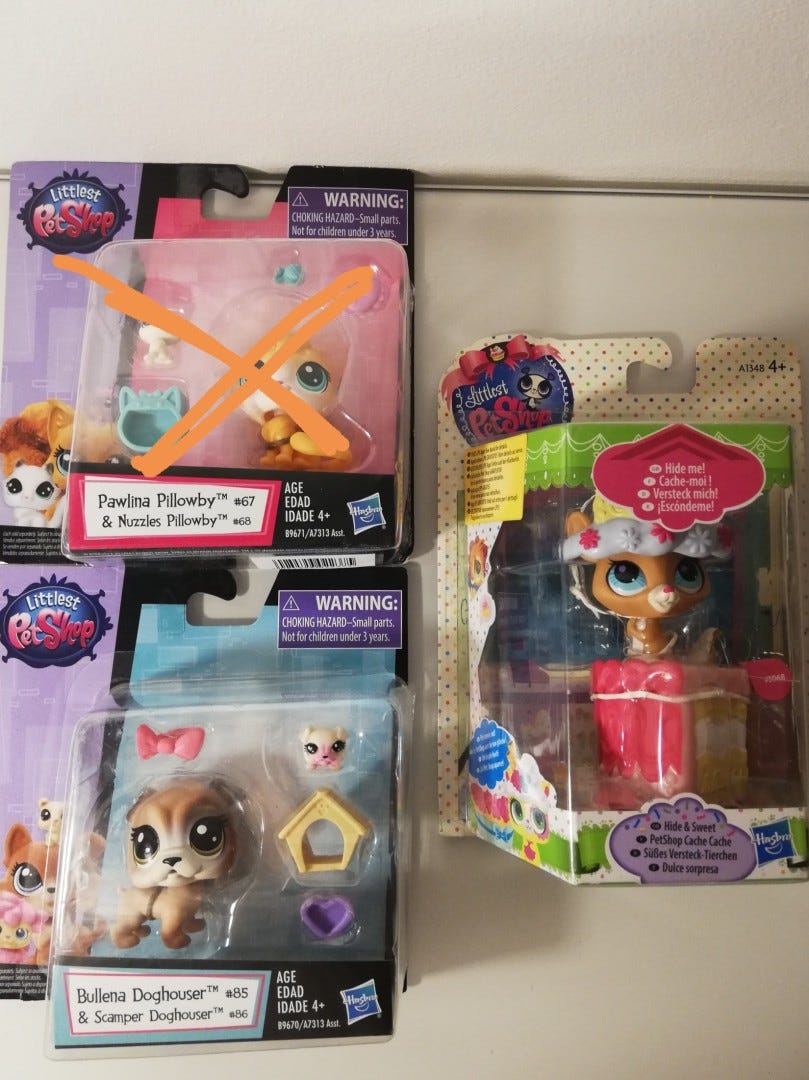 Littlest
PetShop
WARNING:
CHOKING HAZARD–Small parts.
Not for children under 3 years.
Pawlina Pillowby™ #67
& Nuzzles Pillowby™ #68
AGE
EDAD
IDADE 4+
B9671/A7313 Asst.
Hasbro
Littlest
PetShop
WARNING:
CHOKING HAZARD–Small parts.
Not for children under 3 years.
Bullena Doghouser™ #85
& Scamper Doghouser™ #86
AGE
EDAD
IDADE 4+
B9670/A7313 Asst.
Hasbro
A1348 4+
Littlest
PetShop
GB Hide me!
F Cache-moi !
D Versteck mich!
E ¡Escóndeme!
GB Hide & Sweet
F PetShop Cache Cache
D Süßes Versteck-Tierchen
E Dulce sorpresa
Hasbro